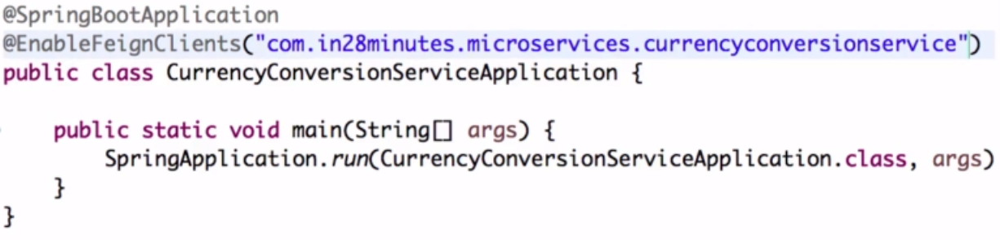 @SpringBootApplication
@EnableFeignClients("com.in28minutes.microservices.currencyconversionservice")
public class CurrencyConversionServiceApplication {
public static void main(String[] args) {
SpringApplication.run(CurrencyConversionServiceApplication.class, args)
}
}